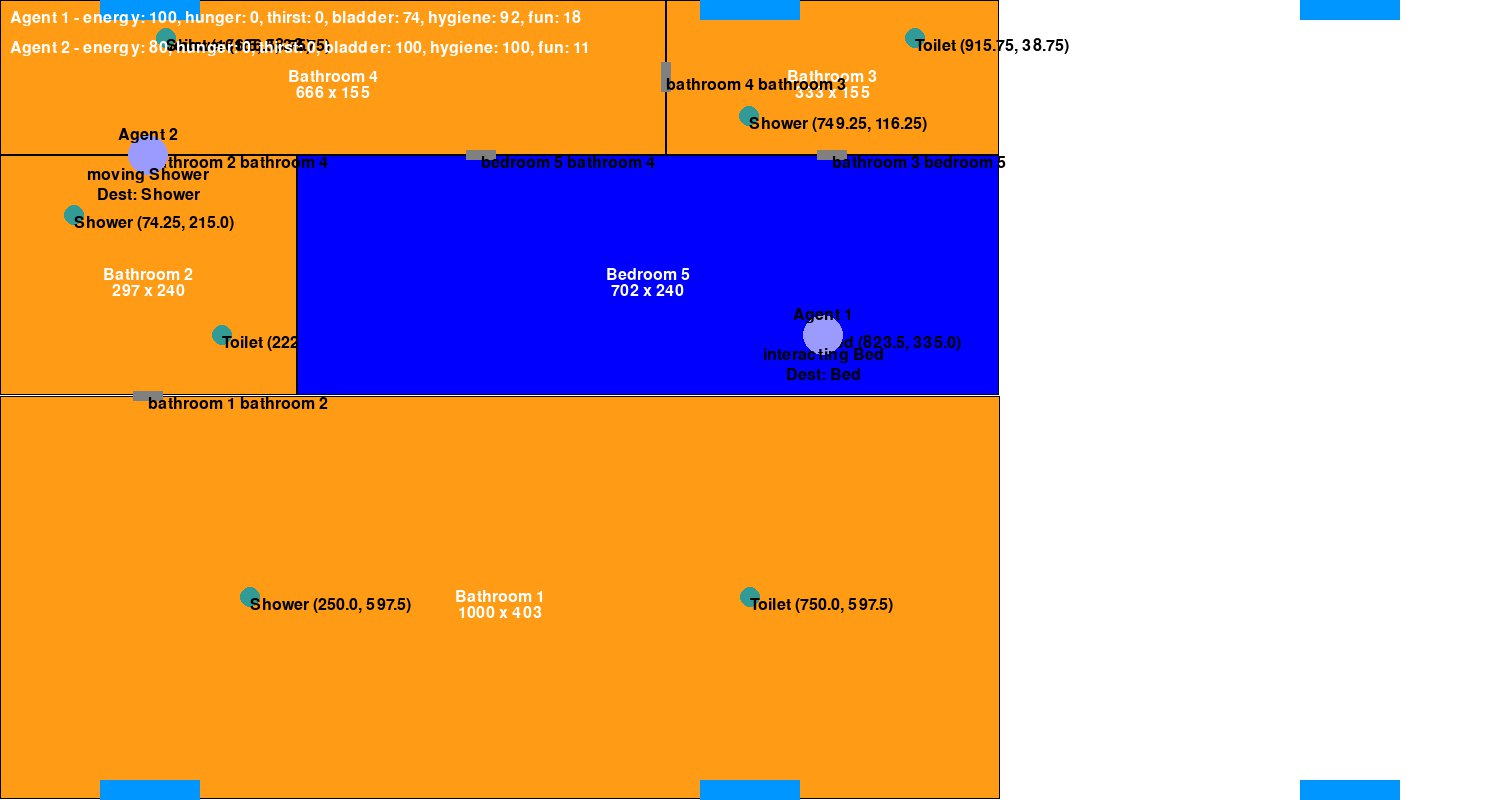 Agent 1 - energy: 100, hunger: 0, thirst: 0, bladder: 74, hygiene: 92, fun: 18
Agent 2 - energy: 80, hunger: 0, thirst: 0, bladder: 100, hygiene: 100, fun: 11
Toilet (915.75, 38.75)
Bathroom 4
666 x 155
Bathroom 3
333 x 155
bathroom 4 bathroom 3
Shower (749.25, 116.25)
Agent 2
throom 2 bathroom 4
bedroom 5 bathroom 4
bathroom 3 bedroom 5
moving Shower
Dest: Shower
Shower (74.25, 215.0)
Bathroom 2
297 x 240
Bedroom 5
702 x 240
Agent 1
Toilet (222
d (823.5, 335.0)
interacting Bed
Dest: Bed
bathroom 1 bathroom 2
Bathroom 1
1000 x 403
Shower (250.0, 597.5)
Toilet (750.0, 597.5)